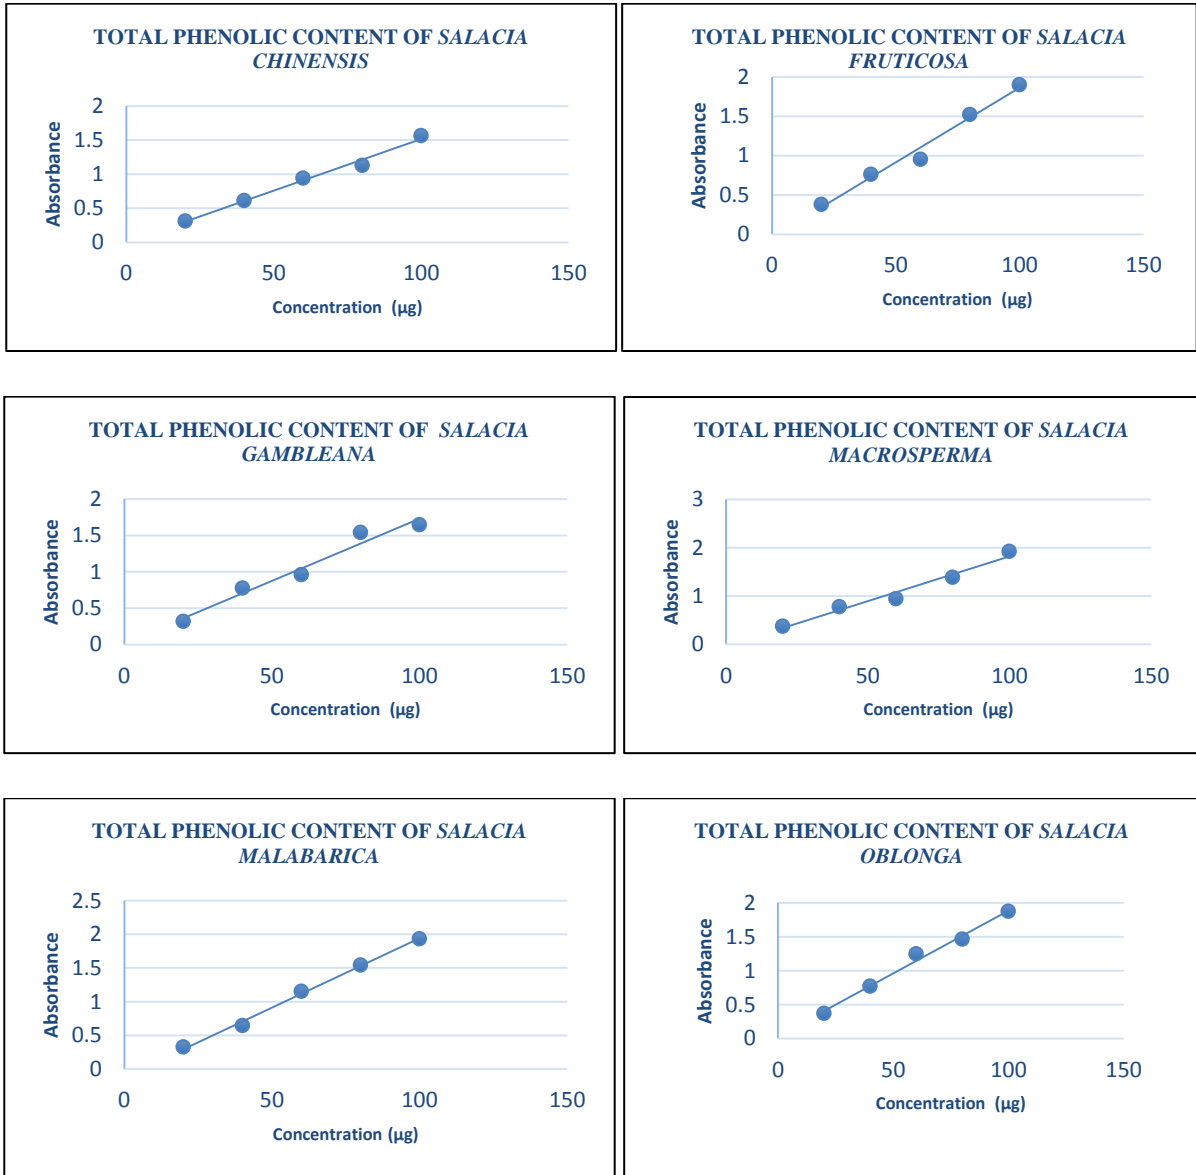 TOTAL PHENOLIC CONTENT OF SALACIA
CHINENSIS
2
1.5
1
0.5
0
Absorbance
0 50 100 150
Concentration (µg)
TOTAL PHENOLIC CONTENT OF SALACIA
FRUTICOSA
2
1.5
1
0.5
0
Absorbance
0 50 100 150
Concentration (µg)
TOTAL PHENOLIC CONTENT OF SALACIA
GAMBLEANA
2
1.5
1
0.5
0
Absorbance
0 50 100 150
Concentration (µg)
TOTAL PHENOLIC CONTENT OF SALACIA
MACROSPERMA
3
2
1
0
Absorbance
0 50 100 150
Concentration (µg)
TOTAL PHENOLIC CONTENT OF SALACIA
MALABARICA
2.5
2
1.5
1
0.5
0
Absorbance
0 50 100 150
Concentration (µg)
TOTAL PHENOLIC CONTENT OF SALACIA
OBLONGA
2
1.5
1
0.5
0
Absorbance
0 50 100 150
Concentration (µg)